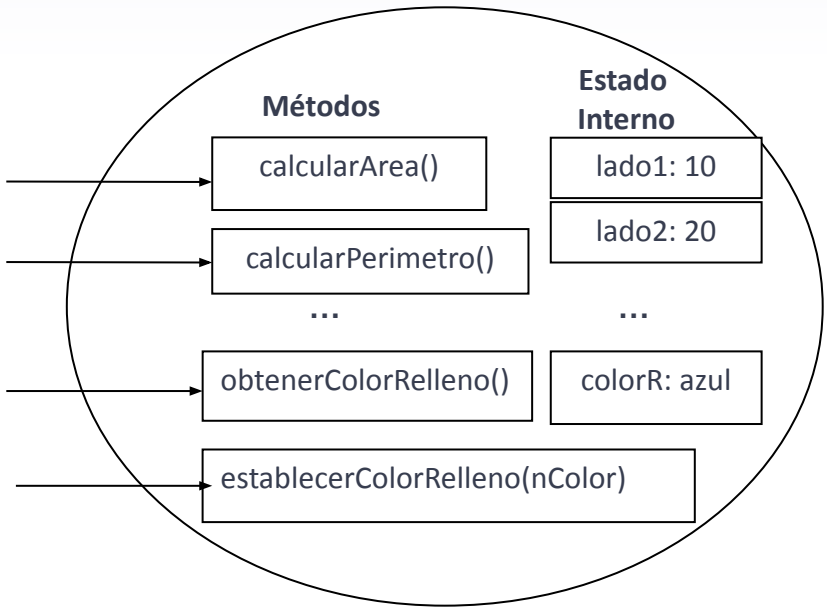 Métodos
Estado
Interno
calcularArea()
lado1: 10
lado2: 20
calcularPerimetro()
...
...
obtenerColorRelleno()
colorR: azul
establecerColorRelleno(nColor)